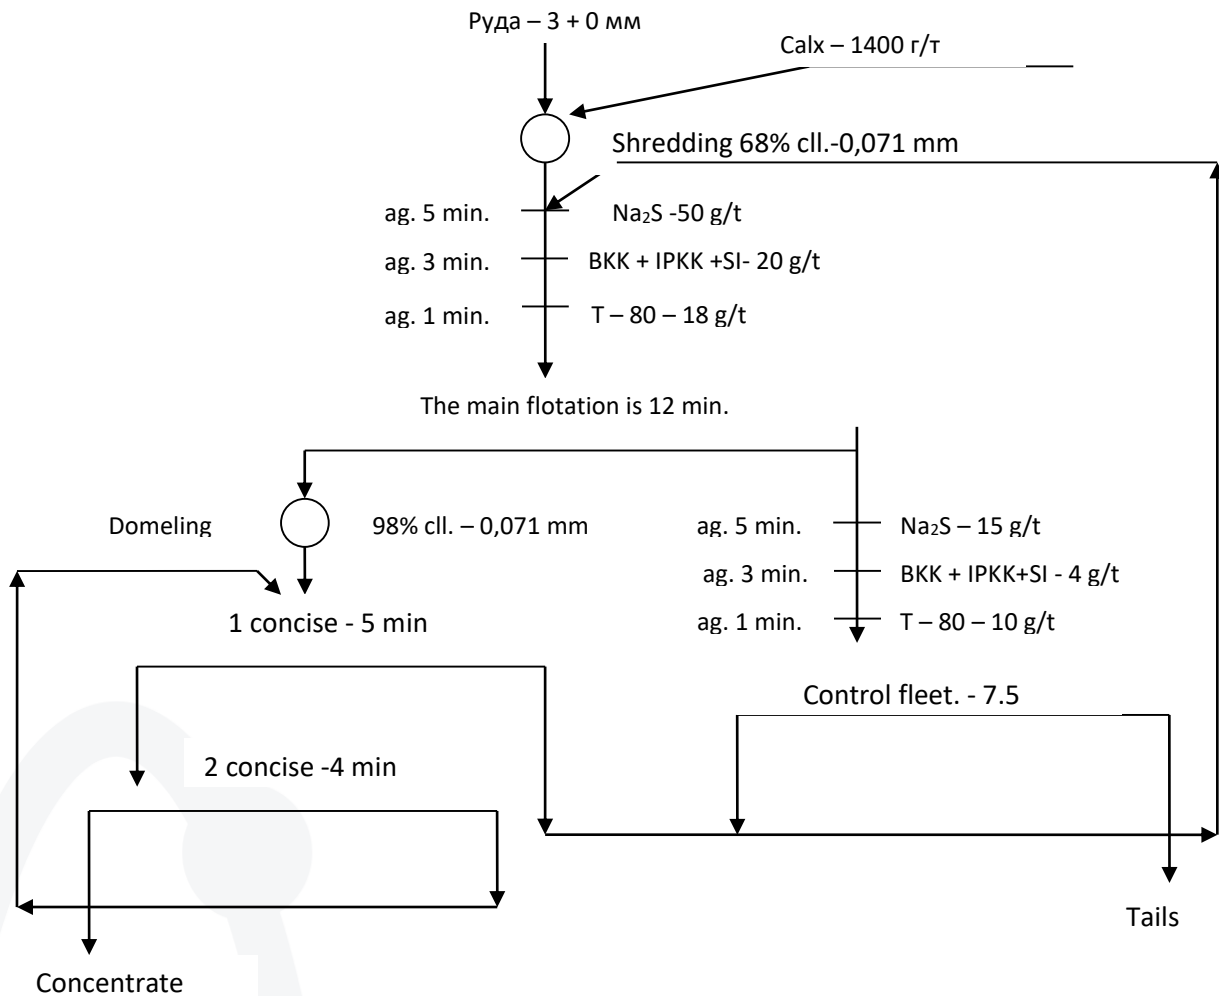 Руда – 3 + 0 мм
Calx – 1400 г/т
Shredding 68% cll.-0,071 mm
ag. 5 min. Na₂S -50 g/t
ag. 3 min. BKK + IPKK +SI- 20 g/t
ag. 1 min. T – 80 – 18 g/t
The main flotation is 12 min.
Domeling 98% cll. – 0,071 mm
ag. 5 min. Na₂S – 15 g/t
ag. 3 min. BKK + IPKK+SI - 4 g/t
ag. 1 min. T – 80 – 10 g/t
1 concise - 5 min
Control fleet. - 7.5
2 concise -4 min
Tails
Concentrate